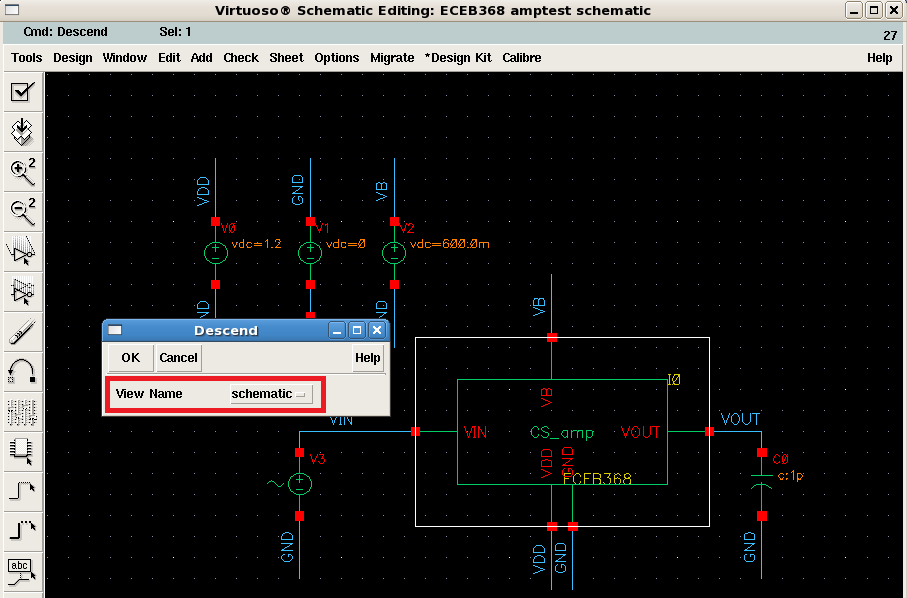 Virtuoso® Schematic Editing: ECEB368 amptest schematic
Cmd: Descend Sel: 1
27
Tools Design Window Edit Add Check Sheet Options Migrate *Design Kit Calibre Help
2
2
VDD GND VB
V0 V1 V2
vdc=1.2 vdc=0 vdc=600.0m
ND ND
Descend
OK Cancel Help
View Name schematic
VB
I0
VB
VIN VOUT
VIN CS_amp VOUT
VDD GND
V3
C0
c:1p
ECEB368
GND VDD GND GND
abc